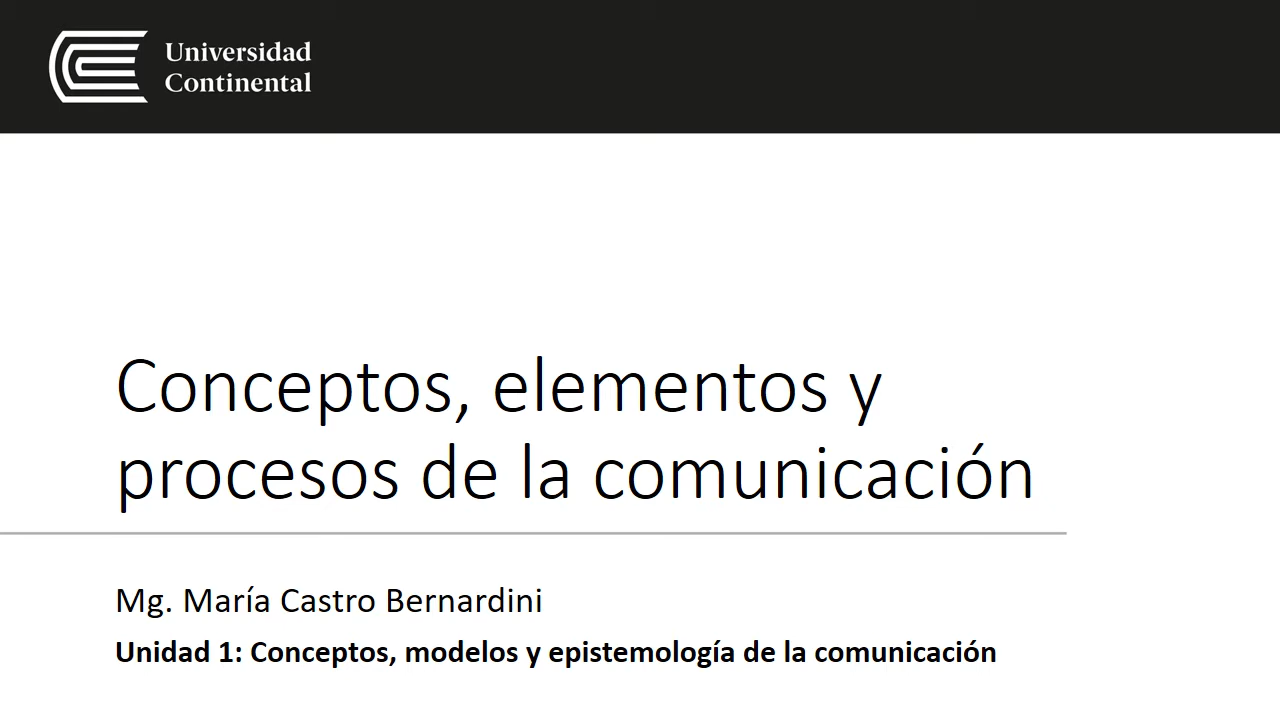 Universidad
Continental
Conceptos, elementos y
procesos de la comunicación
Mg. María Castro Bernardini
Unidad 1: Conceptos, modelos y epistemología de la comunicación